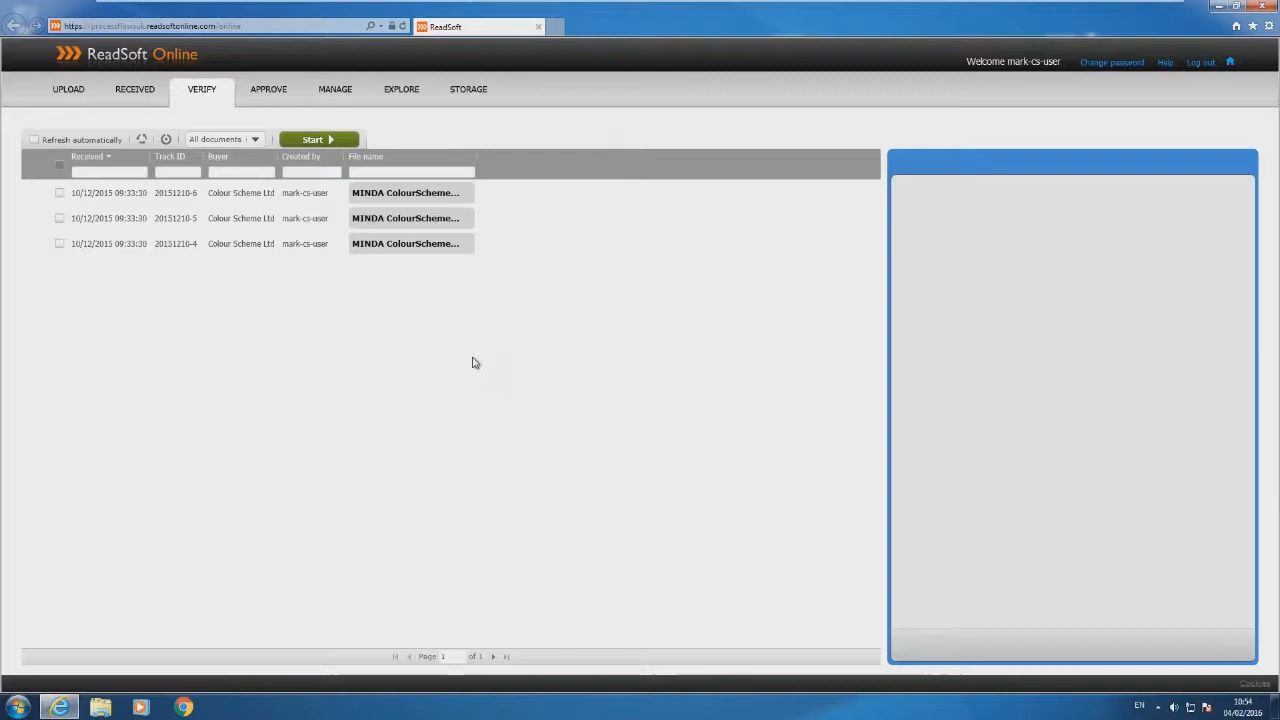 https://processflowsuk.readsoftonline.com/online
ReadSoft
ReadSoft Online
Welcome mark-cs-user
Change password
Help
Log out
UPLOAD
RECEIVED
VERIFY
APPROVE
MANAGE
EXPLORE
STORAGE
Refresh automatically
All documents
Start
Received Track ID Buyer Created by File name
10/12/2015 09:33:30 20151210-6 Colour Scheme Ltd mark-cs-user MINDA ColourScheme...
10/12/2015 09:33:30 20151210-5 Colour Scheme Ltd mark-cs-user MINDA ColourScheme...
10/12/2015 09:33:30 20151210-4 Colour Scheme Ltd mark-cs-user MINDA ColourScheme...
Page 1 of 1
Cookies
EN
10:54
04/02/2016